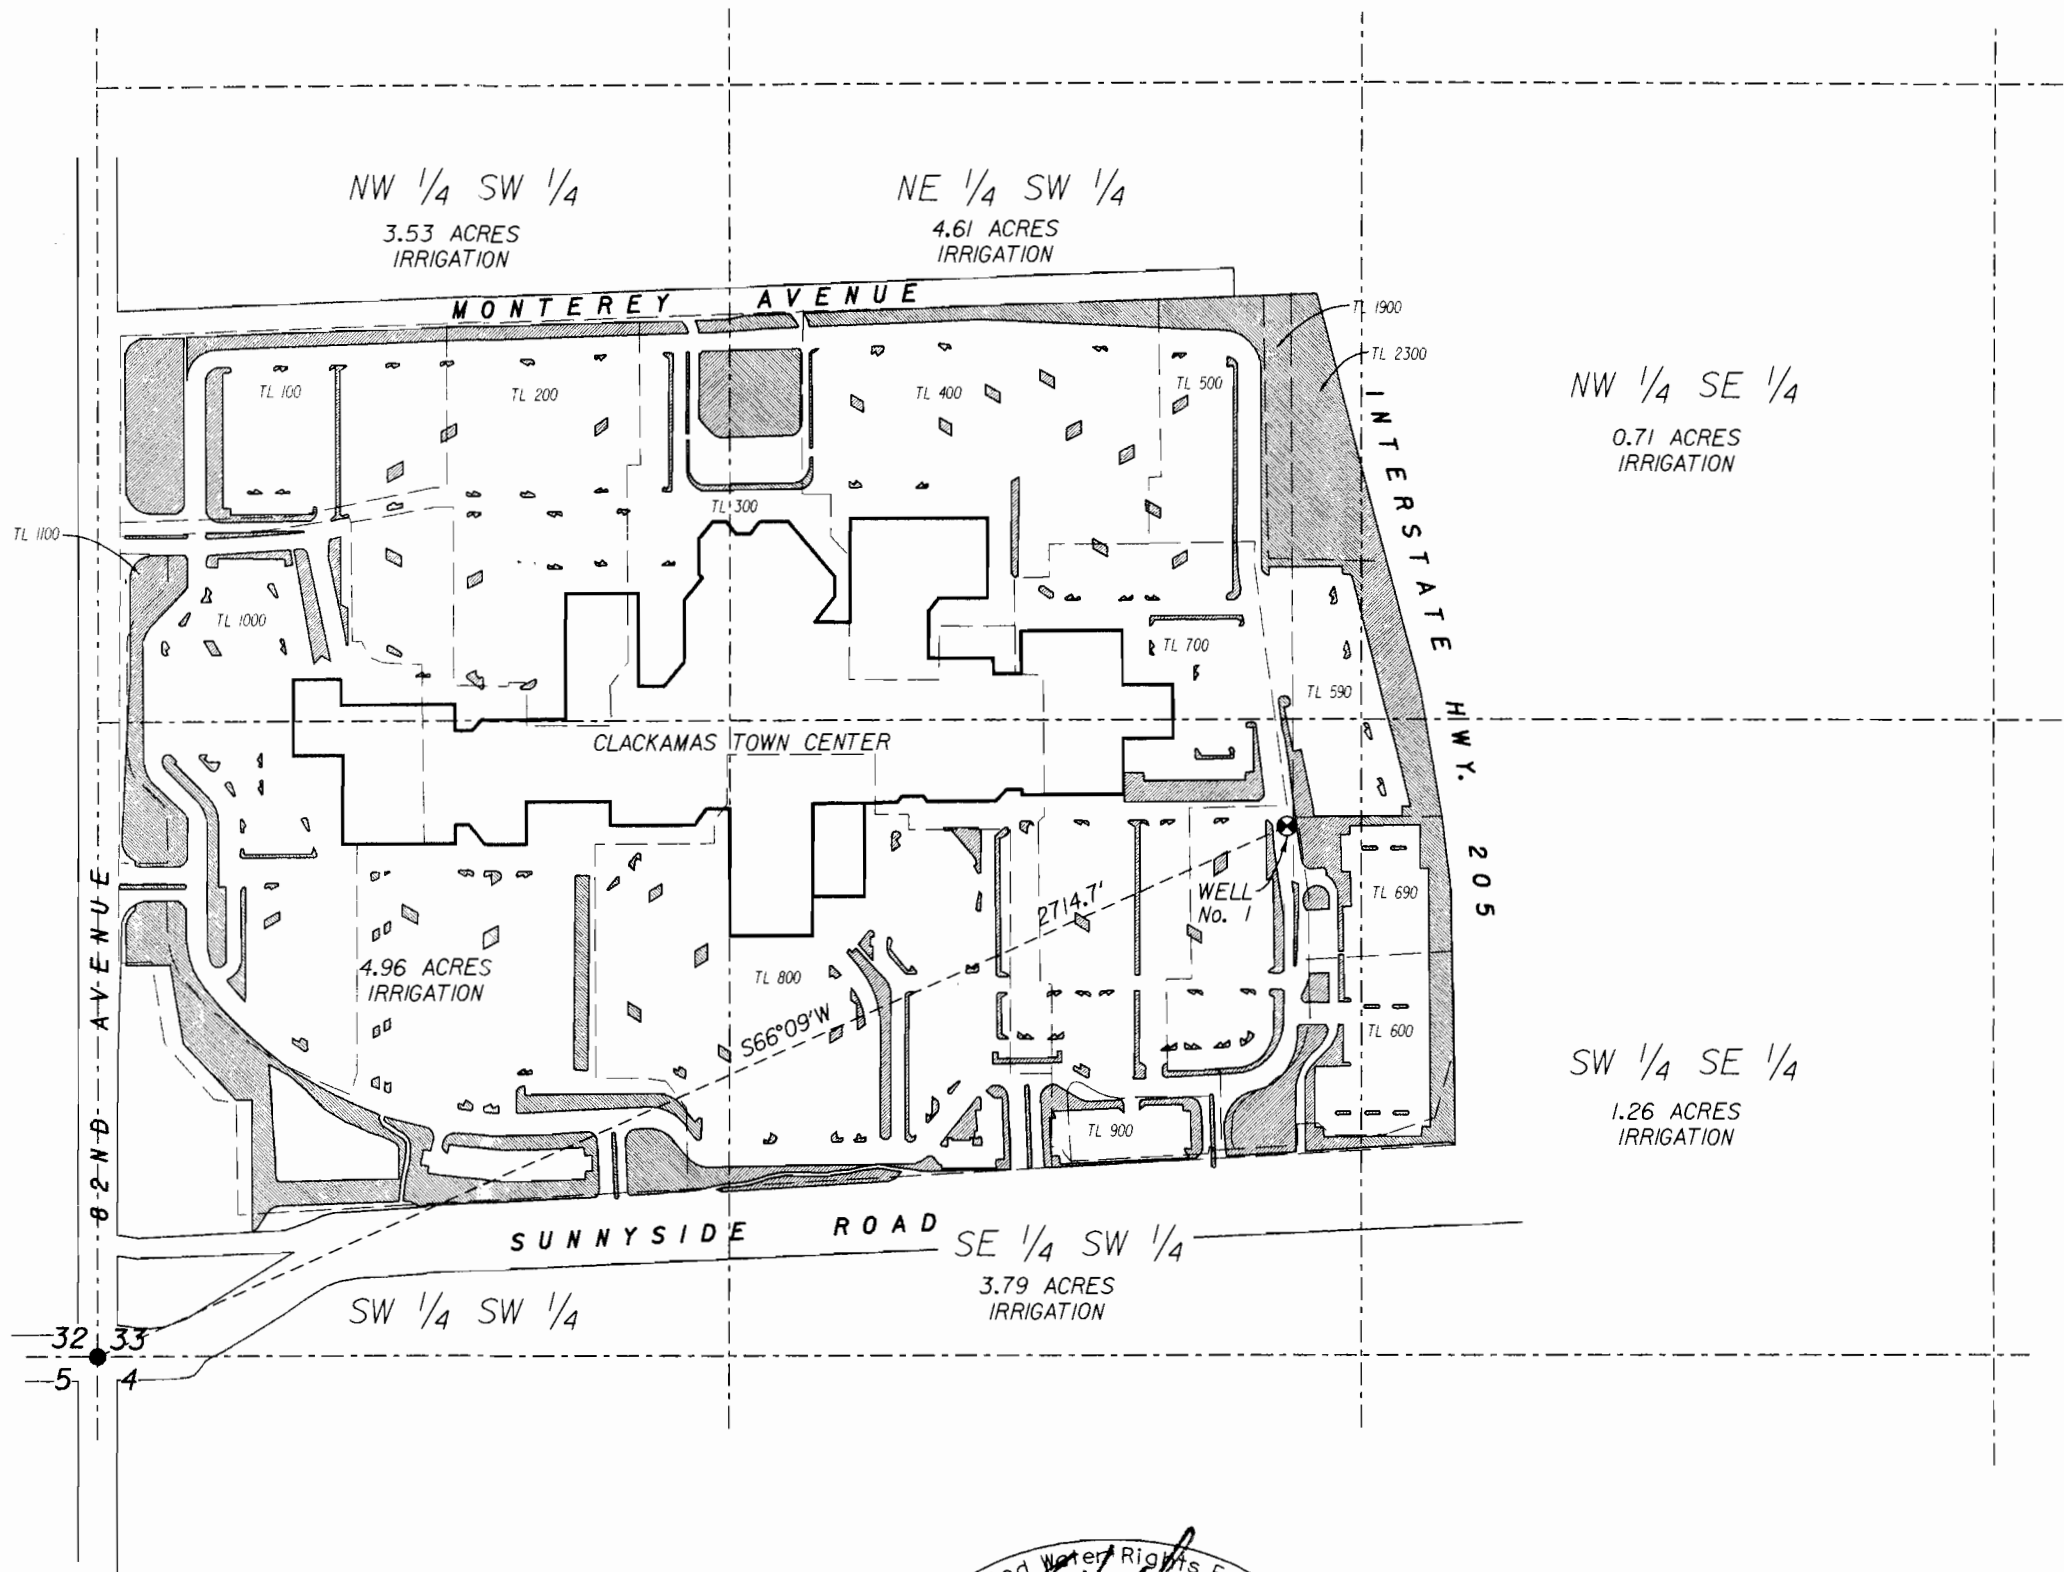 NW 1/4 SW 1/4
3.53 ACRES
IRRIGATION
NE 1/4 SW 1/4
4.61 ACRES
IRRIGATION
MONTEREY AVENUE
TL 1900
TL 2300
TL 100
TL 200
TL 400
TL 500
NW 1/4 SE 1/4
0.71 ACRES
IRRIGATION
INTERSTATE HWY. 205
TL 300
TL 1100
TL 1000
TL 700
TL 590
CLACKAMAS TOWN CENTER
82ND AVENUE
WELL
No. 1
TL 690
2714.7'
4.96 ACRES
IRRIGATION
TL 800
S66°09'W
TL 600
SW 1/4 SE 1/4
1.26 ACRES
IRRIGATION
TL 900
SUNNYSIDE ROAD
SE 1/4 SW 1/4
3.79 ACRES
IRRIGATION
SW 1/4 SW 1/4
32 33
5 4
Water Rights